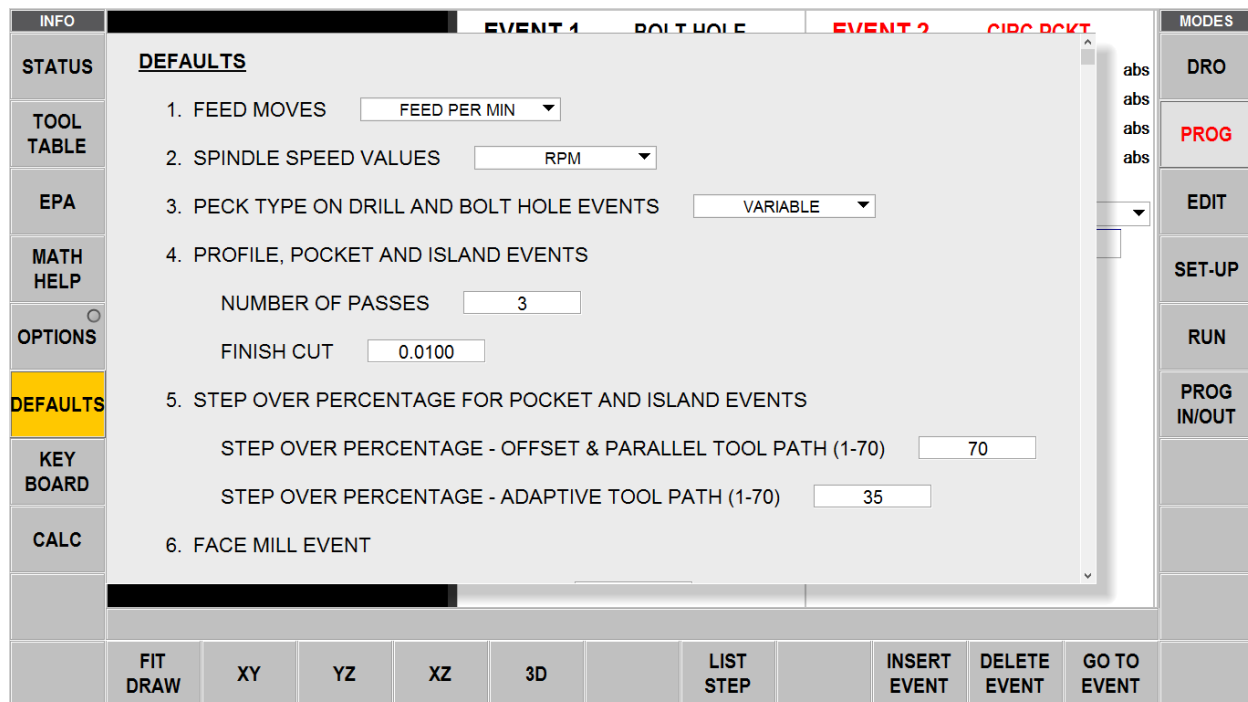 INFO
EVENT 1 BOLT HOLE EVENT 2 CIRC PCKT
MODES
STATUS
TOOL
TABLE
EPA
MATH
HELP
OPTIONS
DEFAULTS
KEY
BOARD
CALC
DEFAULTS
1. FEED MOVES FEED PER MIN
2. SPINDLE SPEED VALUES RPM
3. PECK TYPE ON DRILL AND BOLT HOLE EVENTS VARIABLE
4. PROFILE, POCKET AND ISLAND EVENTS
NUMBER OF PASSES 3
FINISH CUT 0.0100
5. STEP OVER PERCENTAGE FOR POCKET AND ISLAND EVENTS
STEP OVER PERCENTAGE - OFFSET & PARALLEL TOOL PATH (1-70) 70
STEP OVER PERCENTAGE - ADAPTIVE TOOL PATH (1-70) 35
6. FACE MILL EVENT
abs
abs
abs
abs
DRO
PROG
EDIT
SET-UP
RUN
PROG
IN/OUT
FIT
DRAW
XY
YZ
XZ
3D
LIST
STEP
INSERT
EVENT
DELETE
EVENT
GO TO
EVENT